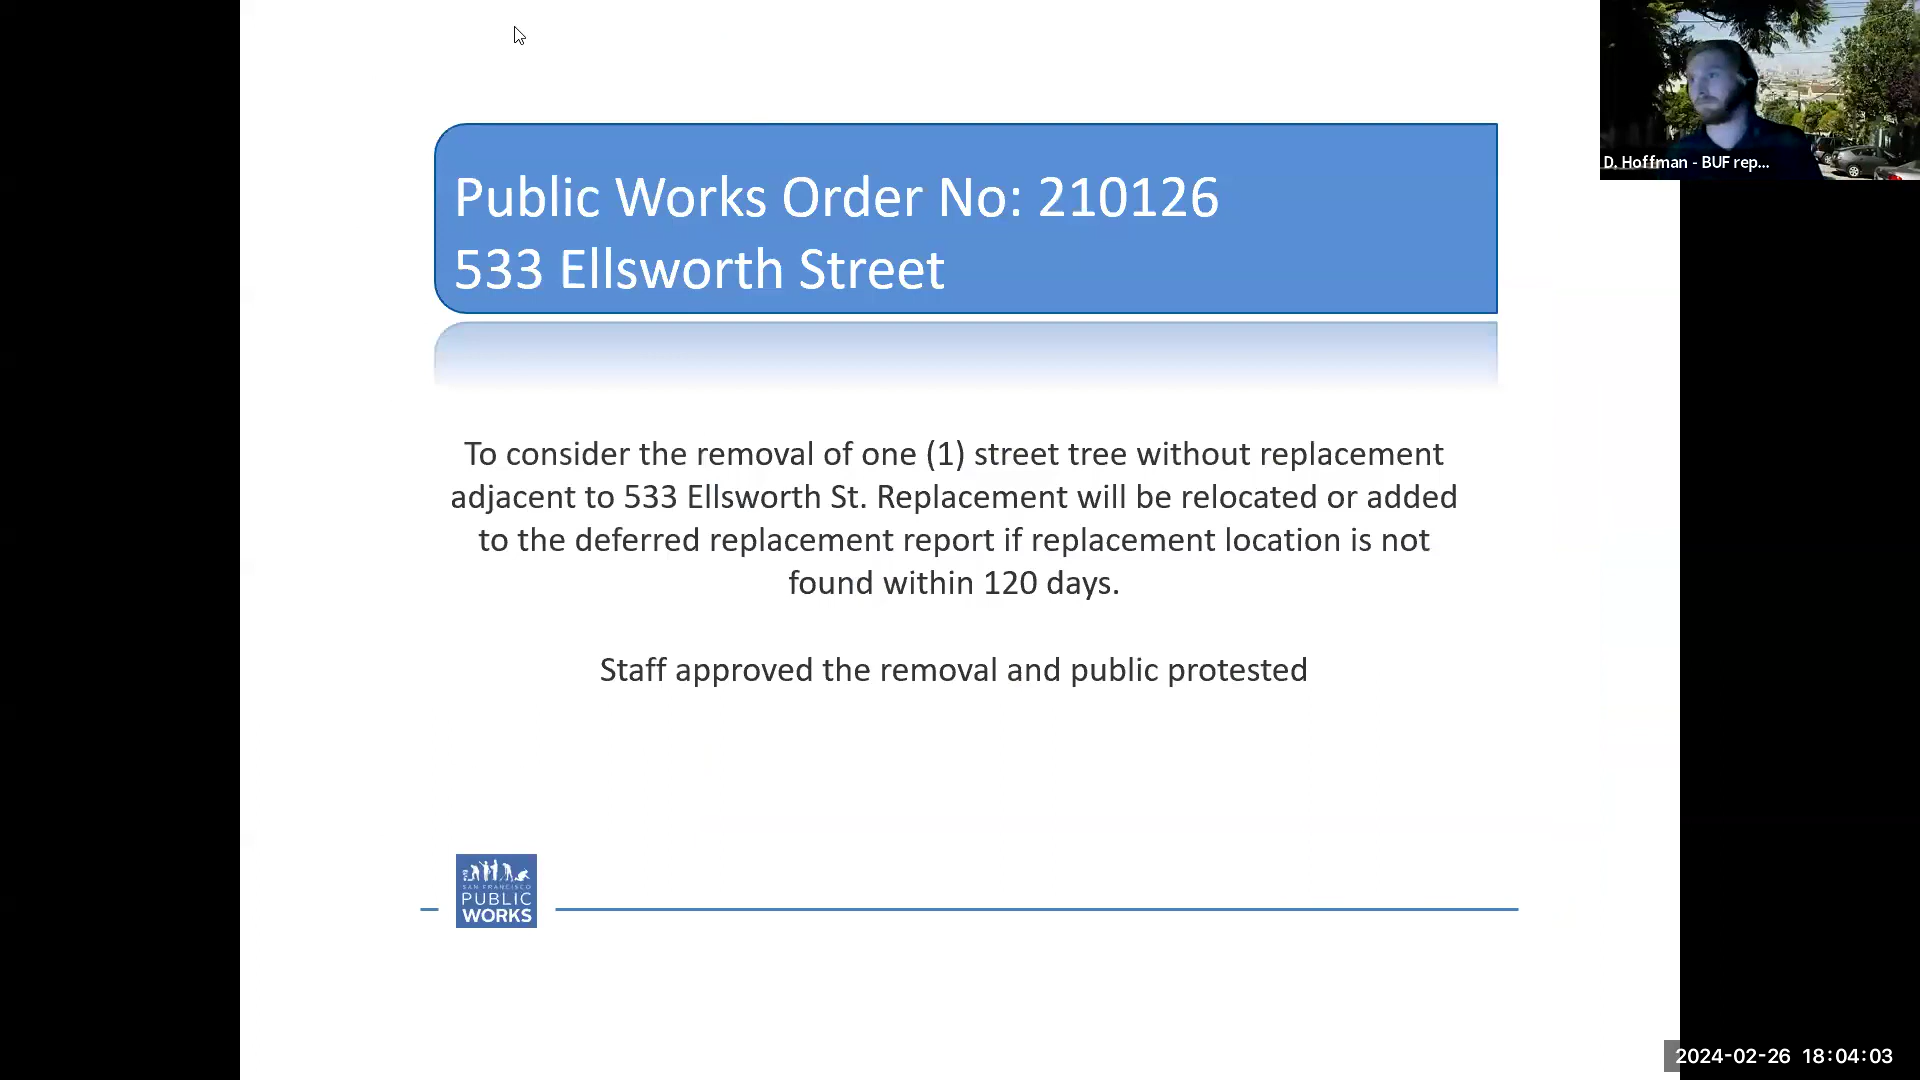 D. Hoffman - BUF rep...
Public Works Order No: 210126
533 Ellsworth Street
To consider the removal of one (1) street tree without replacement
adjacent to 533 Ellsworth St. Replacement will be relocated or added
to the deferred replacement report if replacement location is not
found within 120 days.
Staff approved the removal and public protested
SAN FRANCISCO
PUBLIC
WORKS
2024-02-26 18:04:03